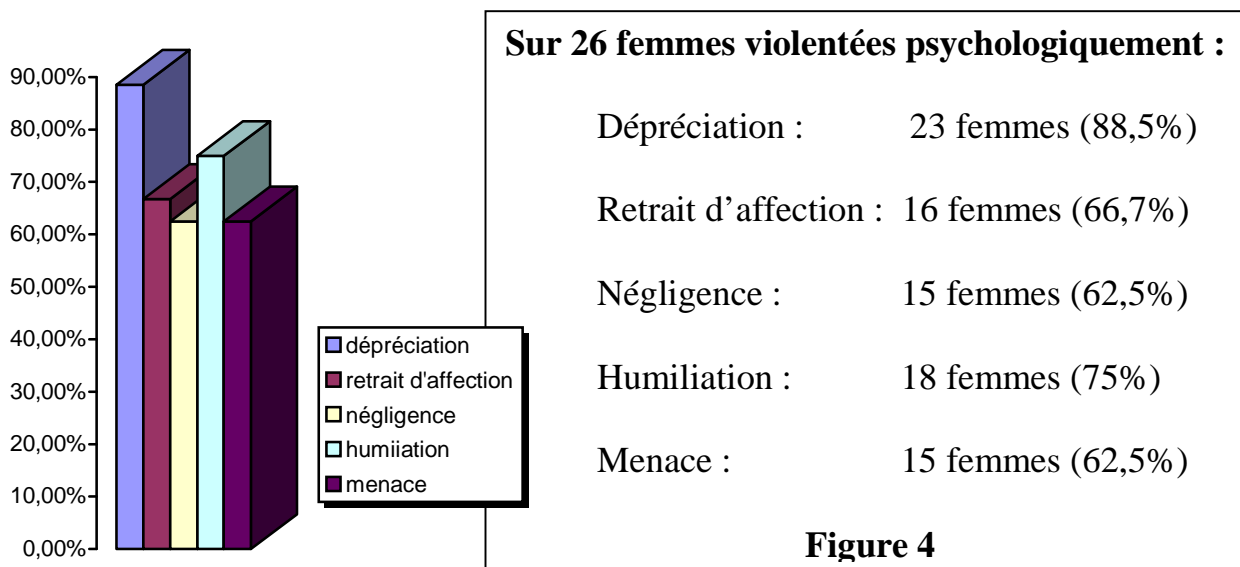 90,00%
80,00%
70,00%
60,00%
50,00%
40,00%
30,00%
20,00%
10,00%
0,00%
dépréciation
retrait d'affection
négligence
humiiation
menace
Sur 26 femmes violentées psychologiquement :
Dépréciation : 23 femmes (88,5%)
Retrait d’affection : 16 femmes (66,7%)
Négligence : 15 femmes (62,5%)
Humiliation : 18 femmes (75%)
Menace : 15 femmes (62,5%)
Figure 4